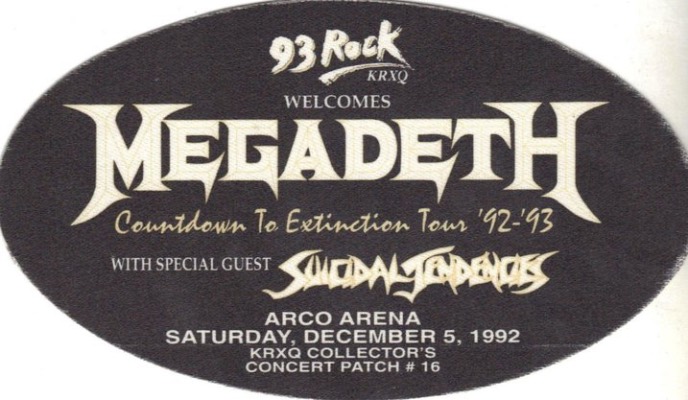 93 Rock
KRXQ
WELCOMES
MEGADETH
Countdown To Extinction Tour '92-'93
WITH SPECIAL GUEST SUICIDAL TENDENCIES
ARCO ARENA
SATURDAY, DECEMBER 5, 1992
KRXQ COLLECTOR'S
CONCERT PATCH # 16